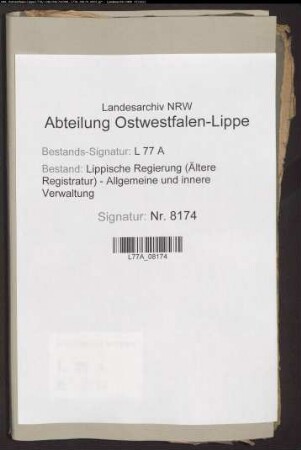 Landesarchiv NRW
Abteilung Ostwestfalen-Lippe
Bestands-Signatur: L 77 A
Bestand: Lippische Regierung (Ältere
Registratur) - Allgemeine und innere
Verwaltung
Signatur: Nr. 8174
L77A_08174